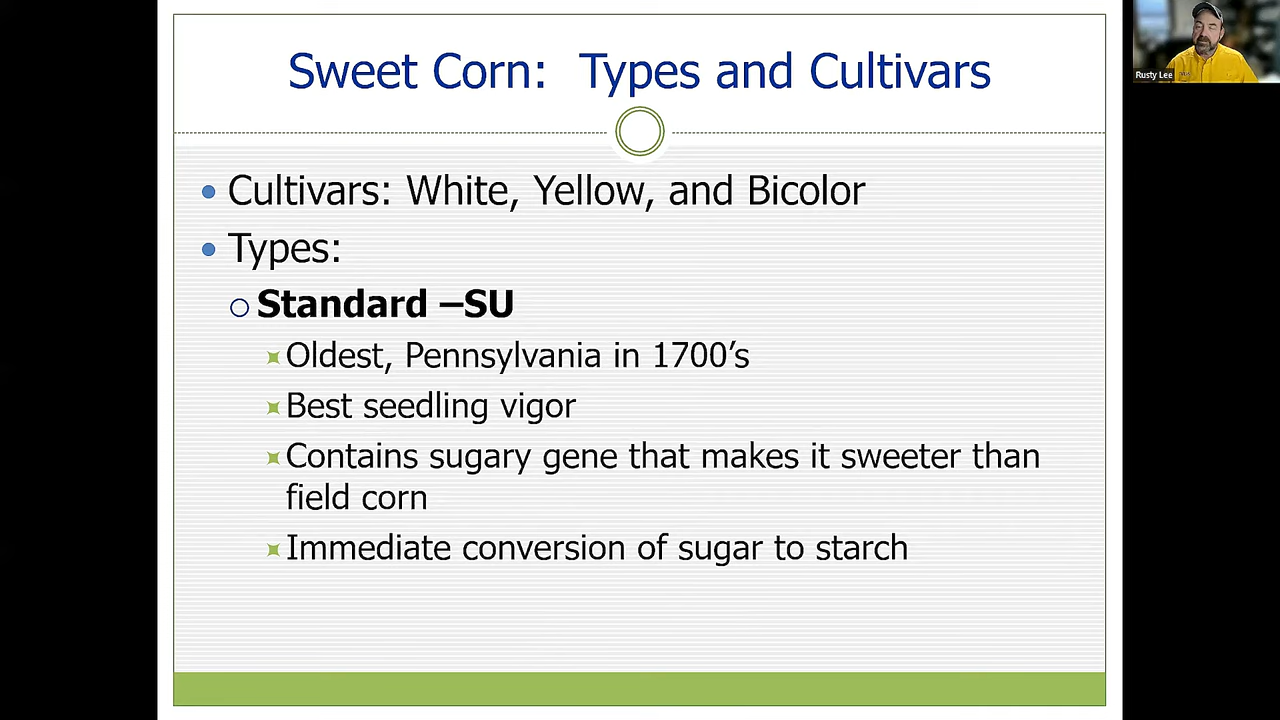 Sweet Corn: Types and Cultivars
Rusty Lee
Cultivars: White, Yellow, and Bicolor
Types:
Standard –SU
Oldest, Pennsylvania in 1700’s
Best seedling vigor
Contains sugary gene that makes it sweeter than
field corn
Immediate conversion of sugar to starch